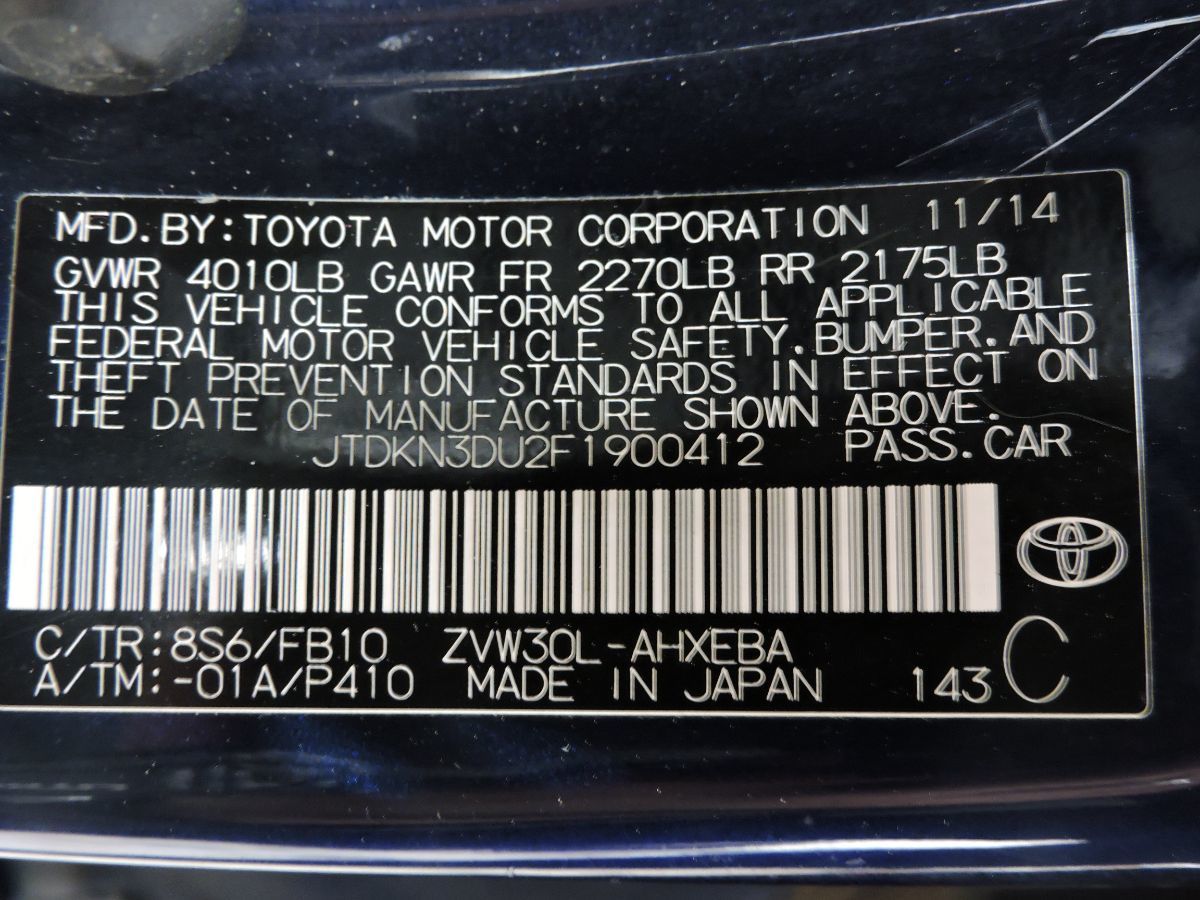 MFD.BY:TOYOTA MOTOR CORPORATION 11/14
GVWR 4010LB GAWR FR 2270LB RR 2175LB
THIS VEHICLE CONFORMS TO ALL APPLICABLE
FEDERAL MOTOR VEHICLE SAFETY.BUMPER.AND
THEFT PREVENTION STANDARDS IN EFFECT ON
THE DATE OF MANUFACTURE SHOWN ABOVE.
JTDKN3DU2F1900412 PASS.CAR
C/TR:8S6/FB10 ZVW30L-AHXEBA
A/TM:-01A/P410 MADE IN JAPAN 143 C